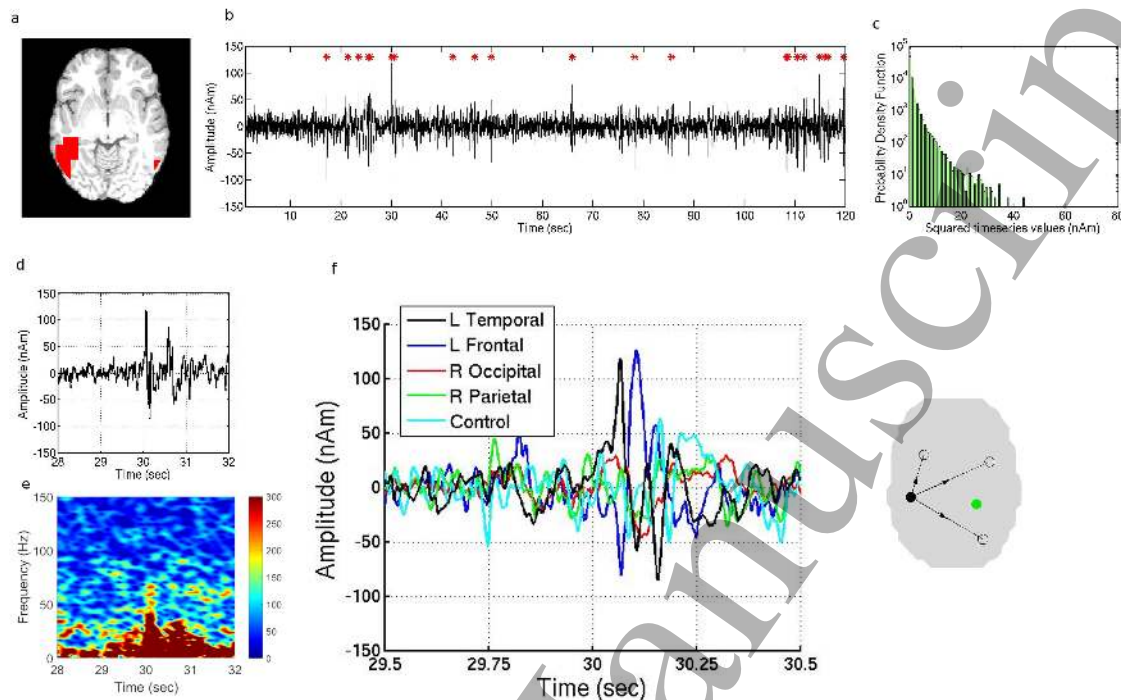 a
b
c
150
100
50
0
-50
-100
-150
Amplitude (nAm)
10 20 30 40 50 60 70 80 90 100 110 120
Time (sec)
10^5
10^4
10^3
10^2
10^1
10^0
Probability Density Function
0 20 40 60 80
Squared timeseries values (nAm)
d
150
100
50
0
-50
-100
-150
Amplitude (nAm)
28 29 30 31 32
Time (sec)
e
150
100
50
0
Frequency (Hz)
28 29 30 31 32
Time (sec)
300
250
200
150
100
50
0
f
L Temporal
L Frontal
R Occipital
R Parietal
Control
150
100
50
0
-50
-100
-150
Amplitude (nAm)
29.5 29.75 30 30.25 30.5
Time (sec)
anuscrip